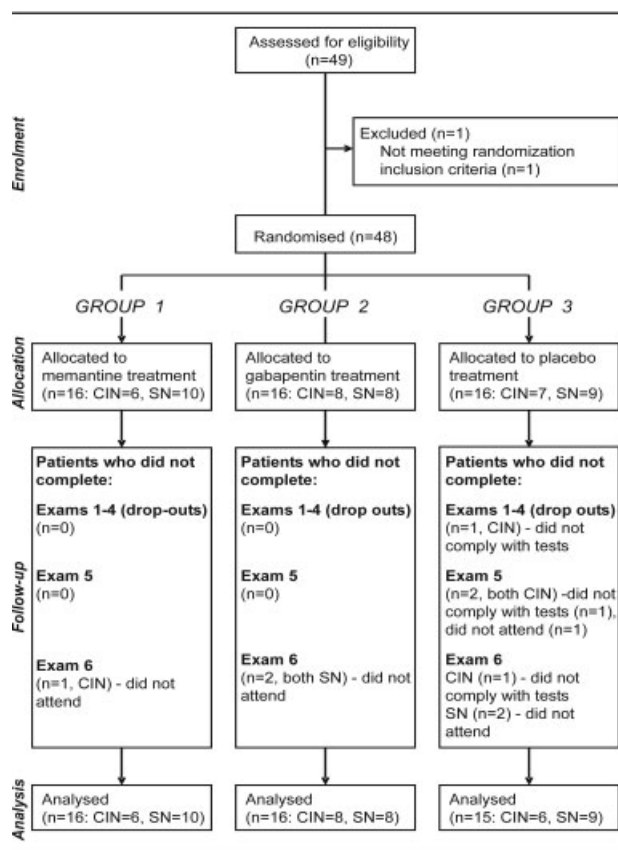 Assessed for eligibility
(n=49)
Enrolment
Excluded (n=1)
Not meeting randomization
inclusion criteria (n=1)
Randomised (n=48)
GROUP 1
GROUP 2
GROUP 3
Allocation
Allocated to
memantine treatment
(n=16: CIN=6, SN=10)
Allocated to
gabapentin treatment
(n=16: CIN=8, SN=8)
Allocated to placebo
treatment
(n=16: CIN=7, SN=9)
Follow-up
Patients who did not
complete:
Exams 1-4 (drop-outs)
(n=0)
Exam 5
(n=0)
Exam 6
(n=1, CIN) - did not
attend
Patients who did not
complete:
Exams 1-4 (drop outs)
(n=0)
Exam 5
(n=0)
Exam 6
(n=2, both SN) - did not
attend
Patients who did not
complete:
Exams 1-4 (drop outs)
(n=1, CIN) - did not
comply with tests
Exam 5
(n=2, both CIN) -did not
comply with tests (n=1),
did not attend (n=1)
Exam 6
CIN (n=1) - did not
comply with tests
SN (n=2) - did not
attend
Analysis
Analysed
(n=16: CIN=6, SN=10)
Analysed
(n=16: CIN=8, SN=8)
Analysed
(n=15: CIN=6, SN=9)